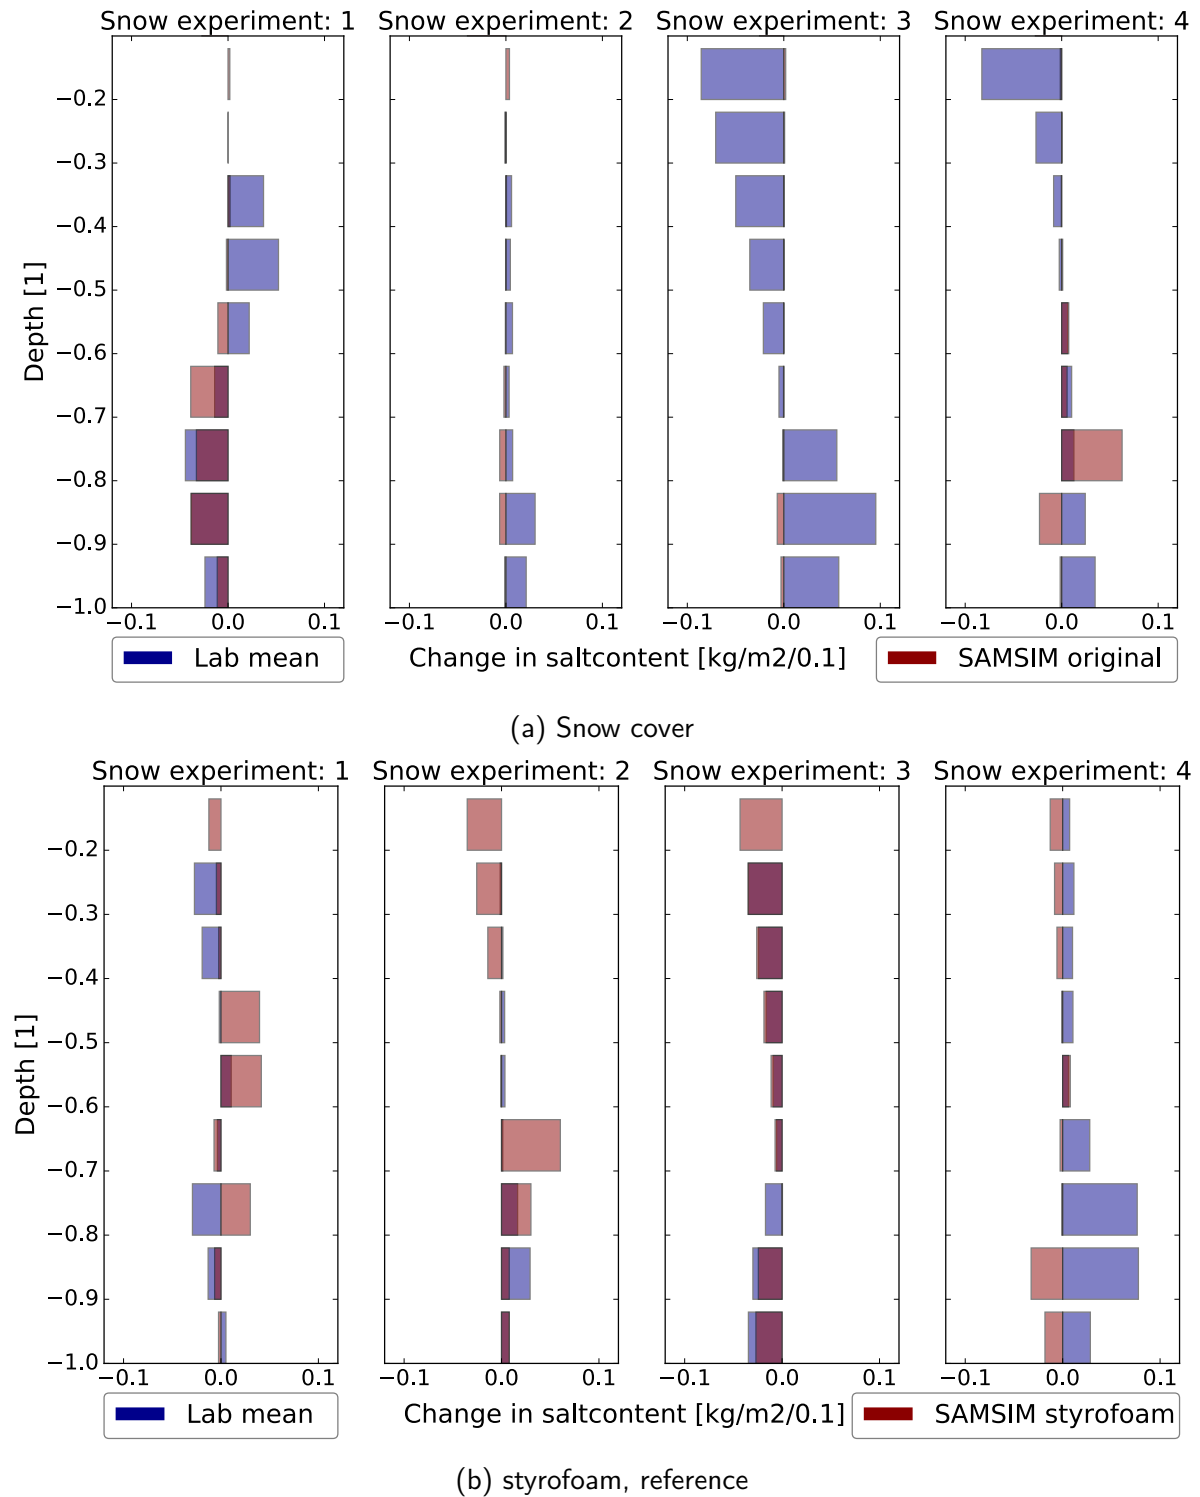 Snow experiment: 1 Snow experiment: 2 Snow experiment: 3 Snow experiment: 4
−0.2
−0.3
−0.4
−0.5
−0.6
−0.7
−0.8
−0.9
−1.0
Depth [1]
−0.1 0.0 0.1 −0.1 0.0 0.1 −0.1 0.0 0.1 −0.1 0.0 0.1
Lab mean Change in saltcontent [kg/m2/0.1] SAMSIM original
(a) Snow cover
Snow experiment: 1 Snow experiment: 2 Snow experiment: 3 Snow experiment: 4
−0.2
−0.3
−0.4
−0.5
−0.6
−0.7
−0.8
−0.9
−1.0
Depth [1]
−0.1 0.0 0.1 −0.1 0.0 0.1 −0.1 0.0 0.1 −0.1 0.0 0.1
Lab mean Change in saltcontent [kg/m2/0.1] SAMSIM styrofoam
(b) styrofoam, reference